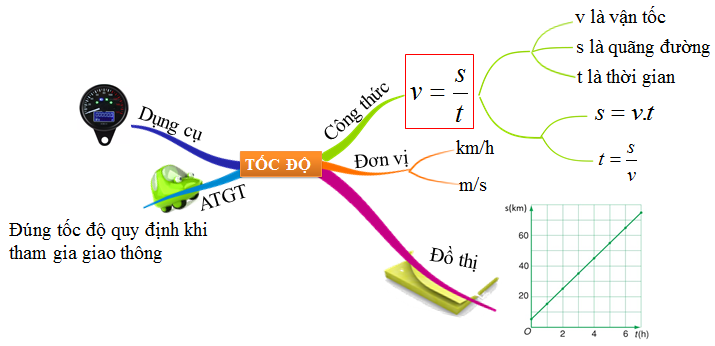 TỐC ĐỘ
Dụng cụ
ATGT
Đúng tốc độ quy định khi
tham gia giao thông
Công thức
v = s/t
v là vận tốc
s là quãng đường
t là thời gian
s = v.t
t = s/v
Đơn vị
km/h
m/s
Đồ thị
s(km)
60
40
20
O
2
4
6
t(h)